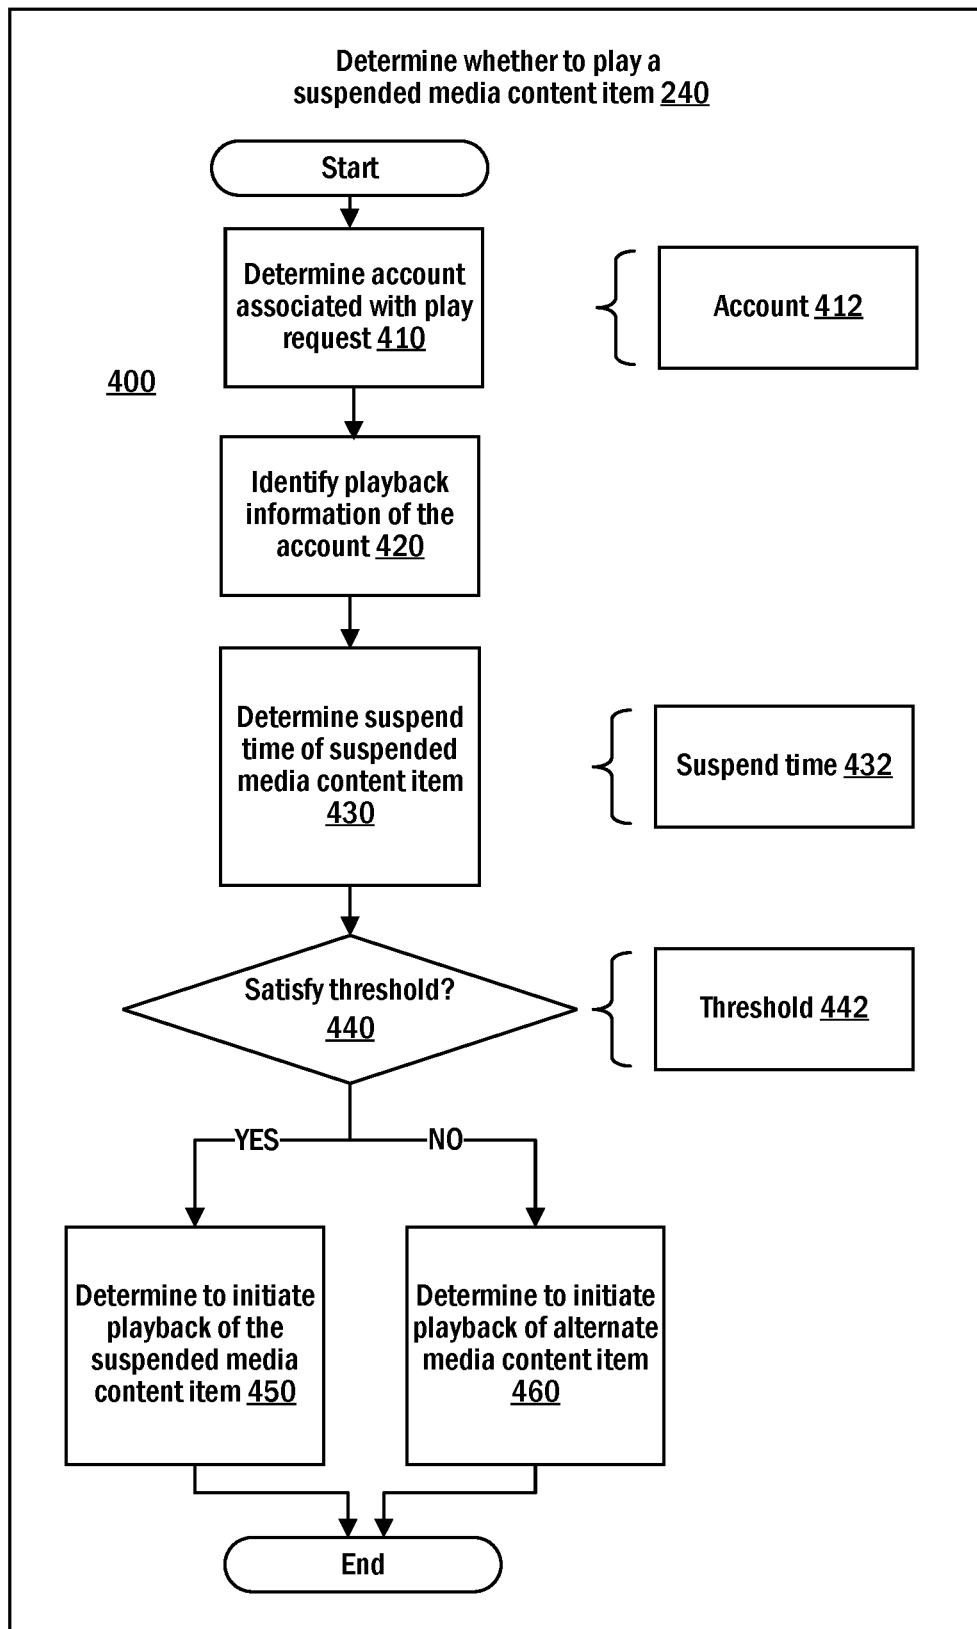 Determine whether to play a
suspended media content item 240
Start
Determine account
associated with play
request 410
Account 412
400
Identify playback
information of the
account 420
Determine suspend
time of suspended
media content item
430
Suspend time 432
Satisfy threshold?
440
Threshold 442
YES
NO
Determine to initiate
playback of the
suspended media
content item 450
Determine to initiate
playback of alternate
media content item
460
End